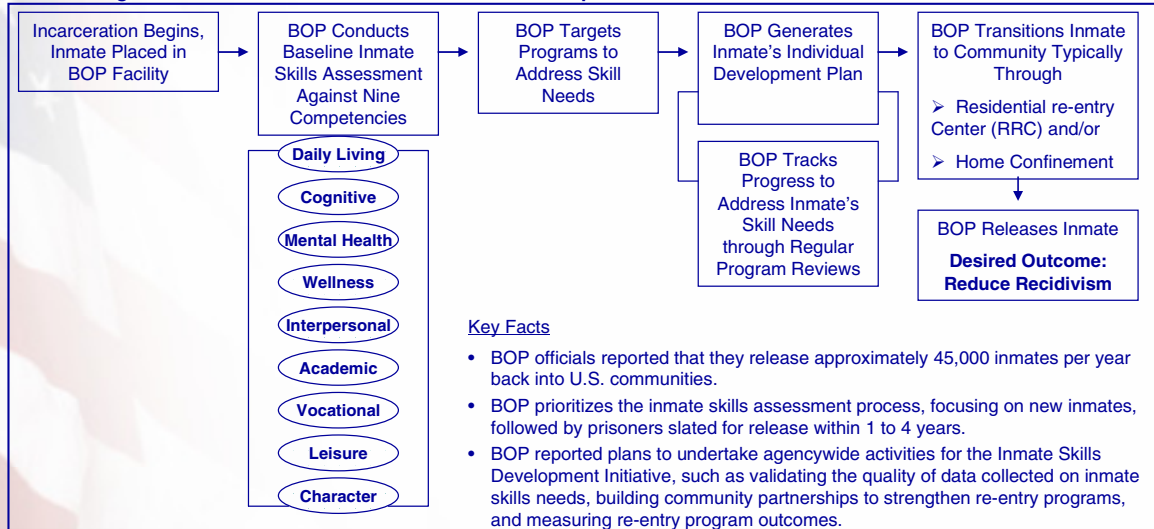 Incarceration Begins,
Inmate Placed in
BOP Facility
BOP Conducts
Baseline Inmate
Skills Assessment
Against Nine
Competencies
Daily Living
Cognitive
Mental Health
Wellness
Interpersonal
Academic
Vocational
Leisure
Character
BOP Targets
Programs to
Address Skill
Needs
BOP Generates
Inmate’s Individual
Development Plan
BOP Tracks
Progress to
Address Inmate’s
Skill Needs
through Regular
Program Reviews
BOP Transitions Inmate
to Community Typically
Through
➢ Residential re-entry
Center (RRC) and/or
➢ Home Confinement
BOP Releases Inmate
Desired Outcome:
Reduce Recidivism
Key Facts
• BOP officials reported that they release approximately 45,000 inmates per year
back into U.S. communities.
• BOP prioritizes the inmate skills assessment process, focusing on new inmates,
followed by prisoners slated for release within 1 to 4 years.
• BOP reported plans to undertake agencywide activities for the Inmate Skills
Development Initiative, such as validating the quality of data collected on inmate
skills needs, building community partnerships to strengthen re-entry programs,
and measuring re-entry program outcomes.